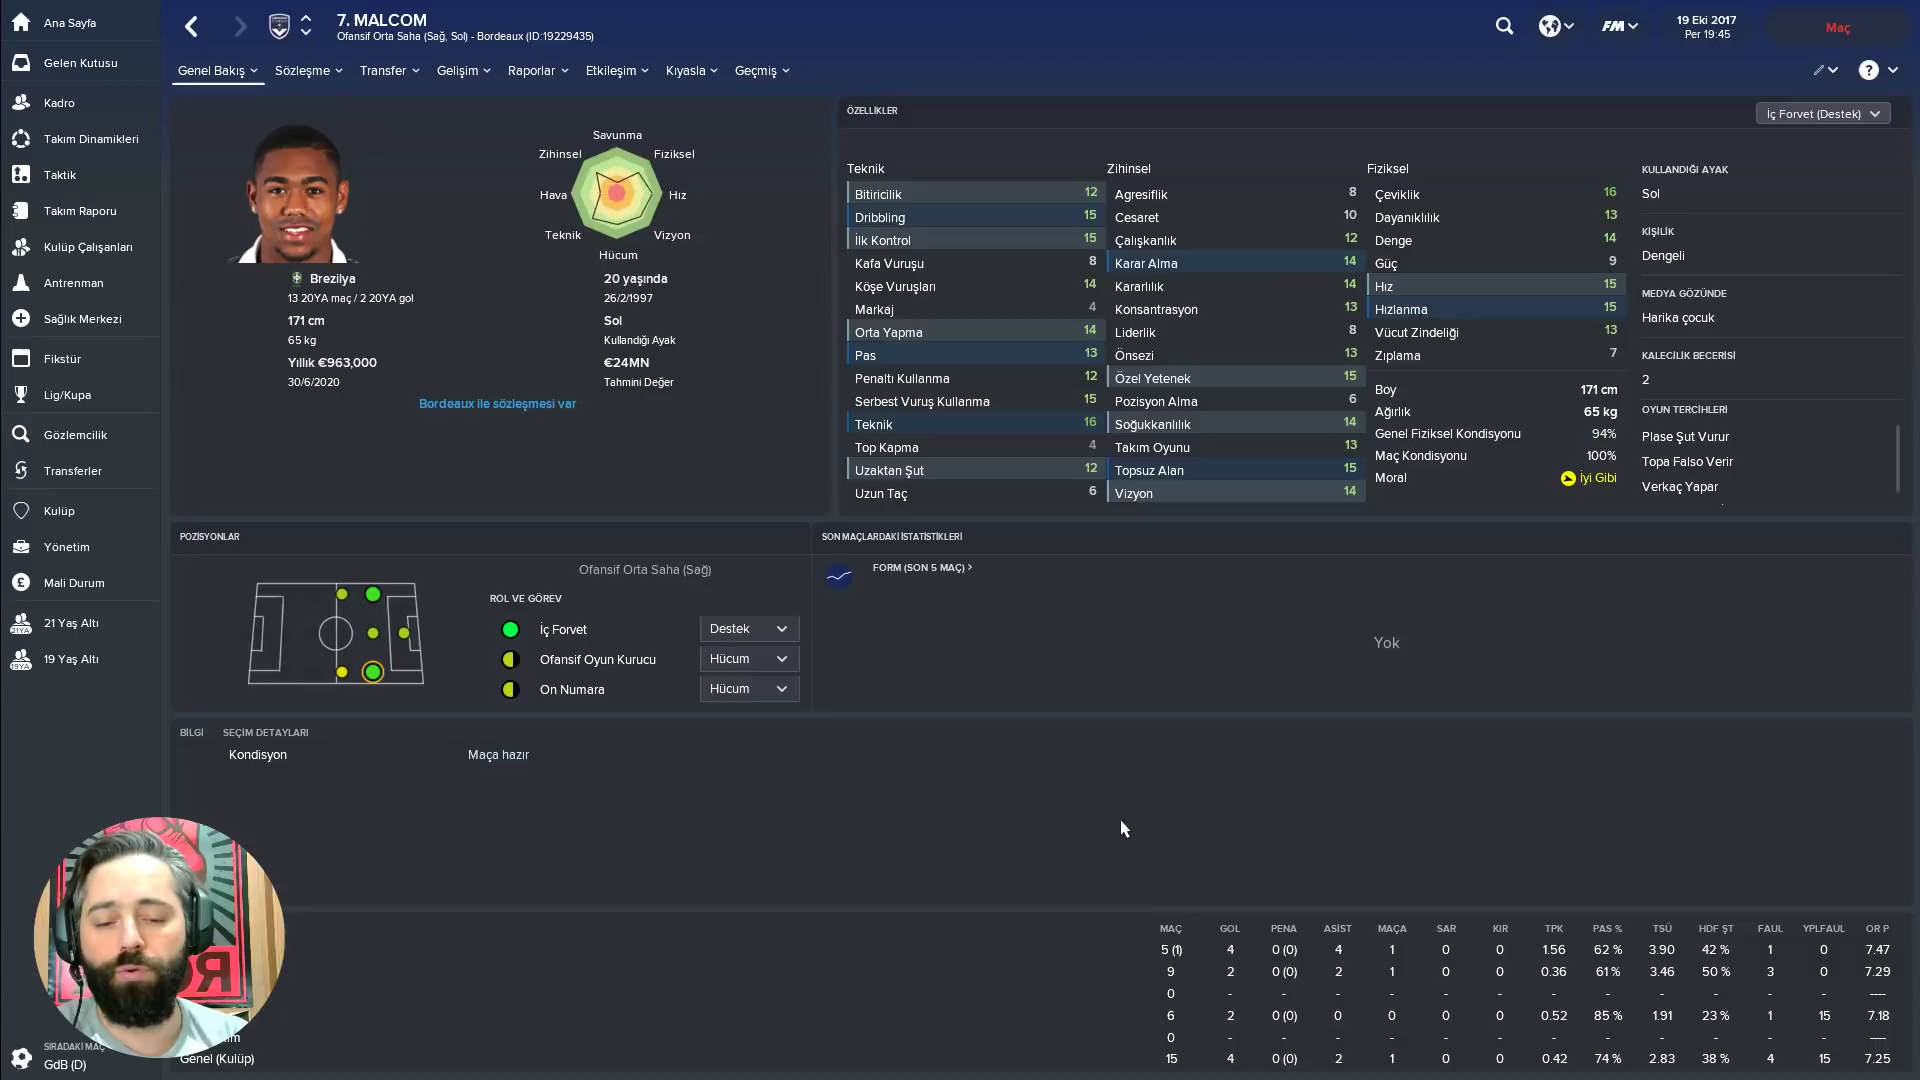 Ana Sayfa
Gelen Kutusu
Kadro
Takım Dinamikleri
Taktik
Takım Raporu
Kulüp Çalışanları
Antrenman
Sağlık Merkezi
Fikstür
Lig/Kupa
Gözlemcilik
Transferler
Kulüp
Yönetim
Mali Durum
21YA
21 Yaş Altı
19YA
19 Yaş Altı
SIRADAKİ MAÇ
GdB (D)
7. MALCOM
Ofansif Orta Saha (Sağ, Sol) - Bordeaux (ID:19229435)
FM
19 Eki 2017
Per 19:45
Maç
Genel Bakış
Sözleşme
Transfer
Gelişim
Raporlar
Etkileşim
Kıyasla
Geçmiş
?
Savunma
Zihinsel
Fiziksel
Hava
Hız
Teknik
Vizyon
Hücum
Brezilya
13 20YA maç / 2 20YA gol
171 cm
65 kg
Yıllık €963,000
30/6/2020
20 yaşında
26/2/1997
Sol
Kullandığı Ayak
€24MN
Tahmini Değer
Bordeaux ile sözleşmesi var
ÖZELLİKLER
İç Forvet (Destek)
Teknik
Bitiricilik 12
Dribbling 15
İlk Kontrol 15
Kafa Vuruşu 8
Köşe Vuruşları 14
Markaj 4
Orta Yapma 14
Pas 13
Penaltı Kullanma 12
Serbest Vuruş Kullanma 15
Teknik 16
Top Kapma 4
Uzaktan Şut 12
Uzun Taç 6
Zihinsel
Agresiflik 8
Cesaret 10
Çalışkanlık 12
Karar Alma 14
Kararlılık 14
Konsantrasyon 13
Liderlik 8
Önsezi 13
Özel Yetenek 15
Pozisyon Alma 6
Soğukkanlılık 14
Takım Oyunu 13
Topsuz Alan 15
Vizyon 14
Fiziksel
Çeviklik 16
Dayanıklılık 13
Denge 14
Güç 9
Hız 15
Hızlanma 15
Vücut Zindeliği 13
Zıplama 7
Boy 171 cm
Ağırlık 65 kg
Genel Fiziksel Kondisyonu 94%
Maç Kondisyonu 100%
Moral İyi Gibi
KULLANDIĞI AYAK
Sol
KİŞİLİK
Dengeli
MEDYA GÖZÜNDE
Harika çocuk
KALECİLİK BECERİSİ
2
OYUN TERCİHLERİ
Plase Şut Vurur
Topa Falso Verir
Verkaç Yapar
POZİSYONLAR
Ofansif Orta Saha (Sağ)
ROL VE GÖREV
İç Forvet Destek
Ofansif Oyun Kurucu Hücum
On Numara Hücum
SON MAÇLARDAKİ İSTATİSTİKLERİ
FORM (SON 5 MAÇ) >
Yok
BİLGİ SEÇİM DETAYLARI
Kondisyon Maça hazır
MAÇ GOL PENA ASİST MAÇA SAR KIR TPK PAS % TSÜ HDF ŞT FAUL YPLFAUL OR P
5 (1) 4 0 (0) 4 1 0 0 1.56 62 % 3.90 42 % 1 0 7.47
9 2 0 (0) 2 1 0 0 0.36 61 % 3.46 50 % 3 0 7.29
0 - - - - - - - - - - - - ----
6 2 0 (0) 0 0 0 0 0.52 85 % 1.91 23 % 1 15 7.18
0 - - - - - - - - - - - - ----
Genel (Kulüp) 15 4 0 (0) 2 1 0 0 0.42 74 % 2.83 38 % 4 15 7.25